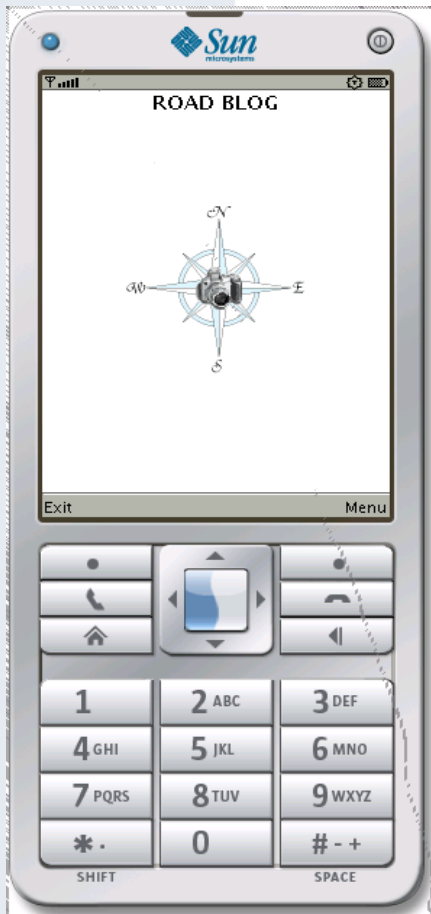 Sun
microsystems
ROAD BLOG
N
W E
S
Exit Menu
1 2 ABC 3 DEF
4 GHI 5 JKL 6 MNO
7 PQRS 8 TUV 9 WXYZ
* . 0 # - +
SHIFT SPACE